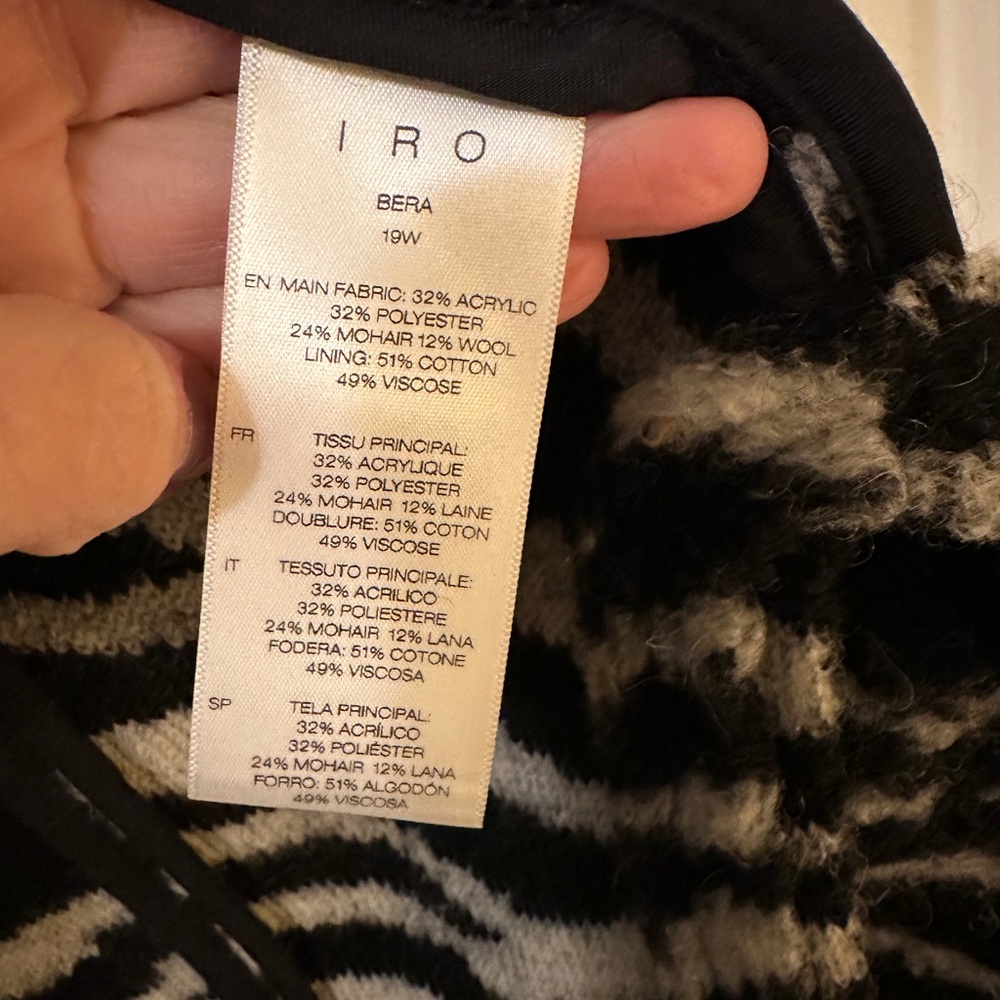 I R O
BERA
19W
EN MAIN FABRIC: 32% ACRYLIC
32% POLYESTER
24% MOHAIR 12% WOOL
LINING: 51% COTTON
49% VISCOSE
FR TISSU PRINCIPAL:
32% ACRYLIQUE
32% POLYESTER
24% MOHAIR 12% LAINE
DOUBLURE: 51% COTON
49% VISCOSE
IT TESSUTO PRINCIPALE:
32% ACRILICO
32% POLIESTERE
24% MOHAIR 12% LANA
FODERA: 51% COTONE
49% VISCOSA
SP TELA PRINCIPAL:
32% ACRÍLICO
32% POLIÉSTER
24% MOHAIR 12% LANA
FORRO: 51% ALGODÓN
49% VISCOSA